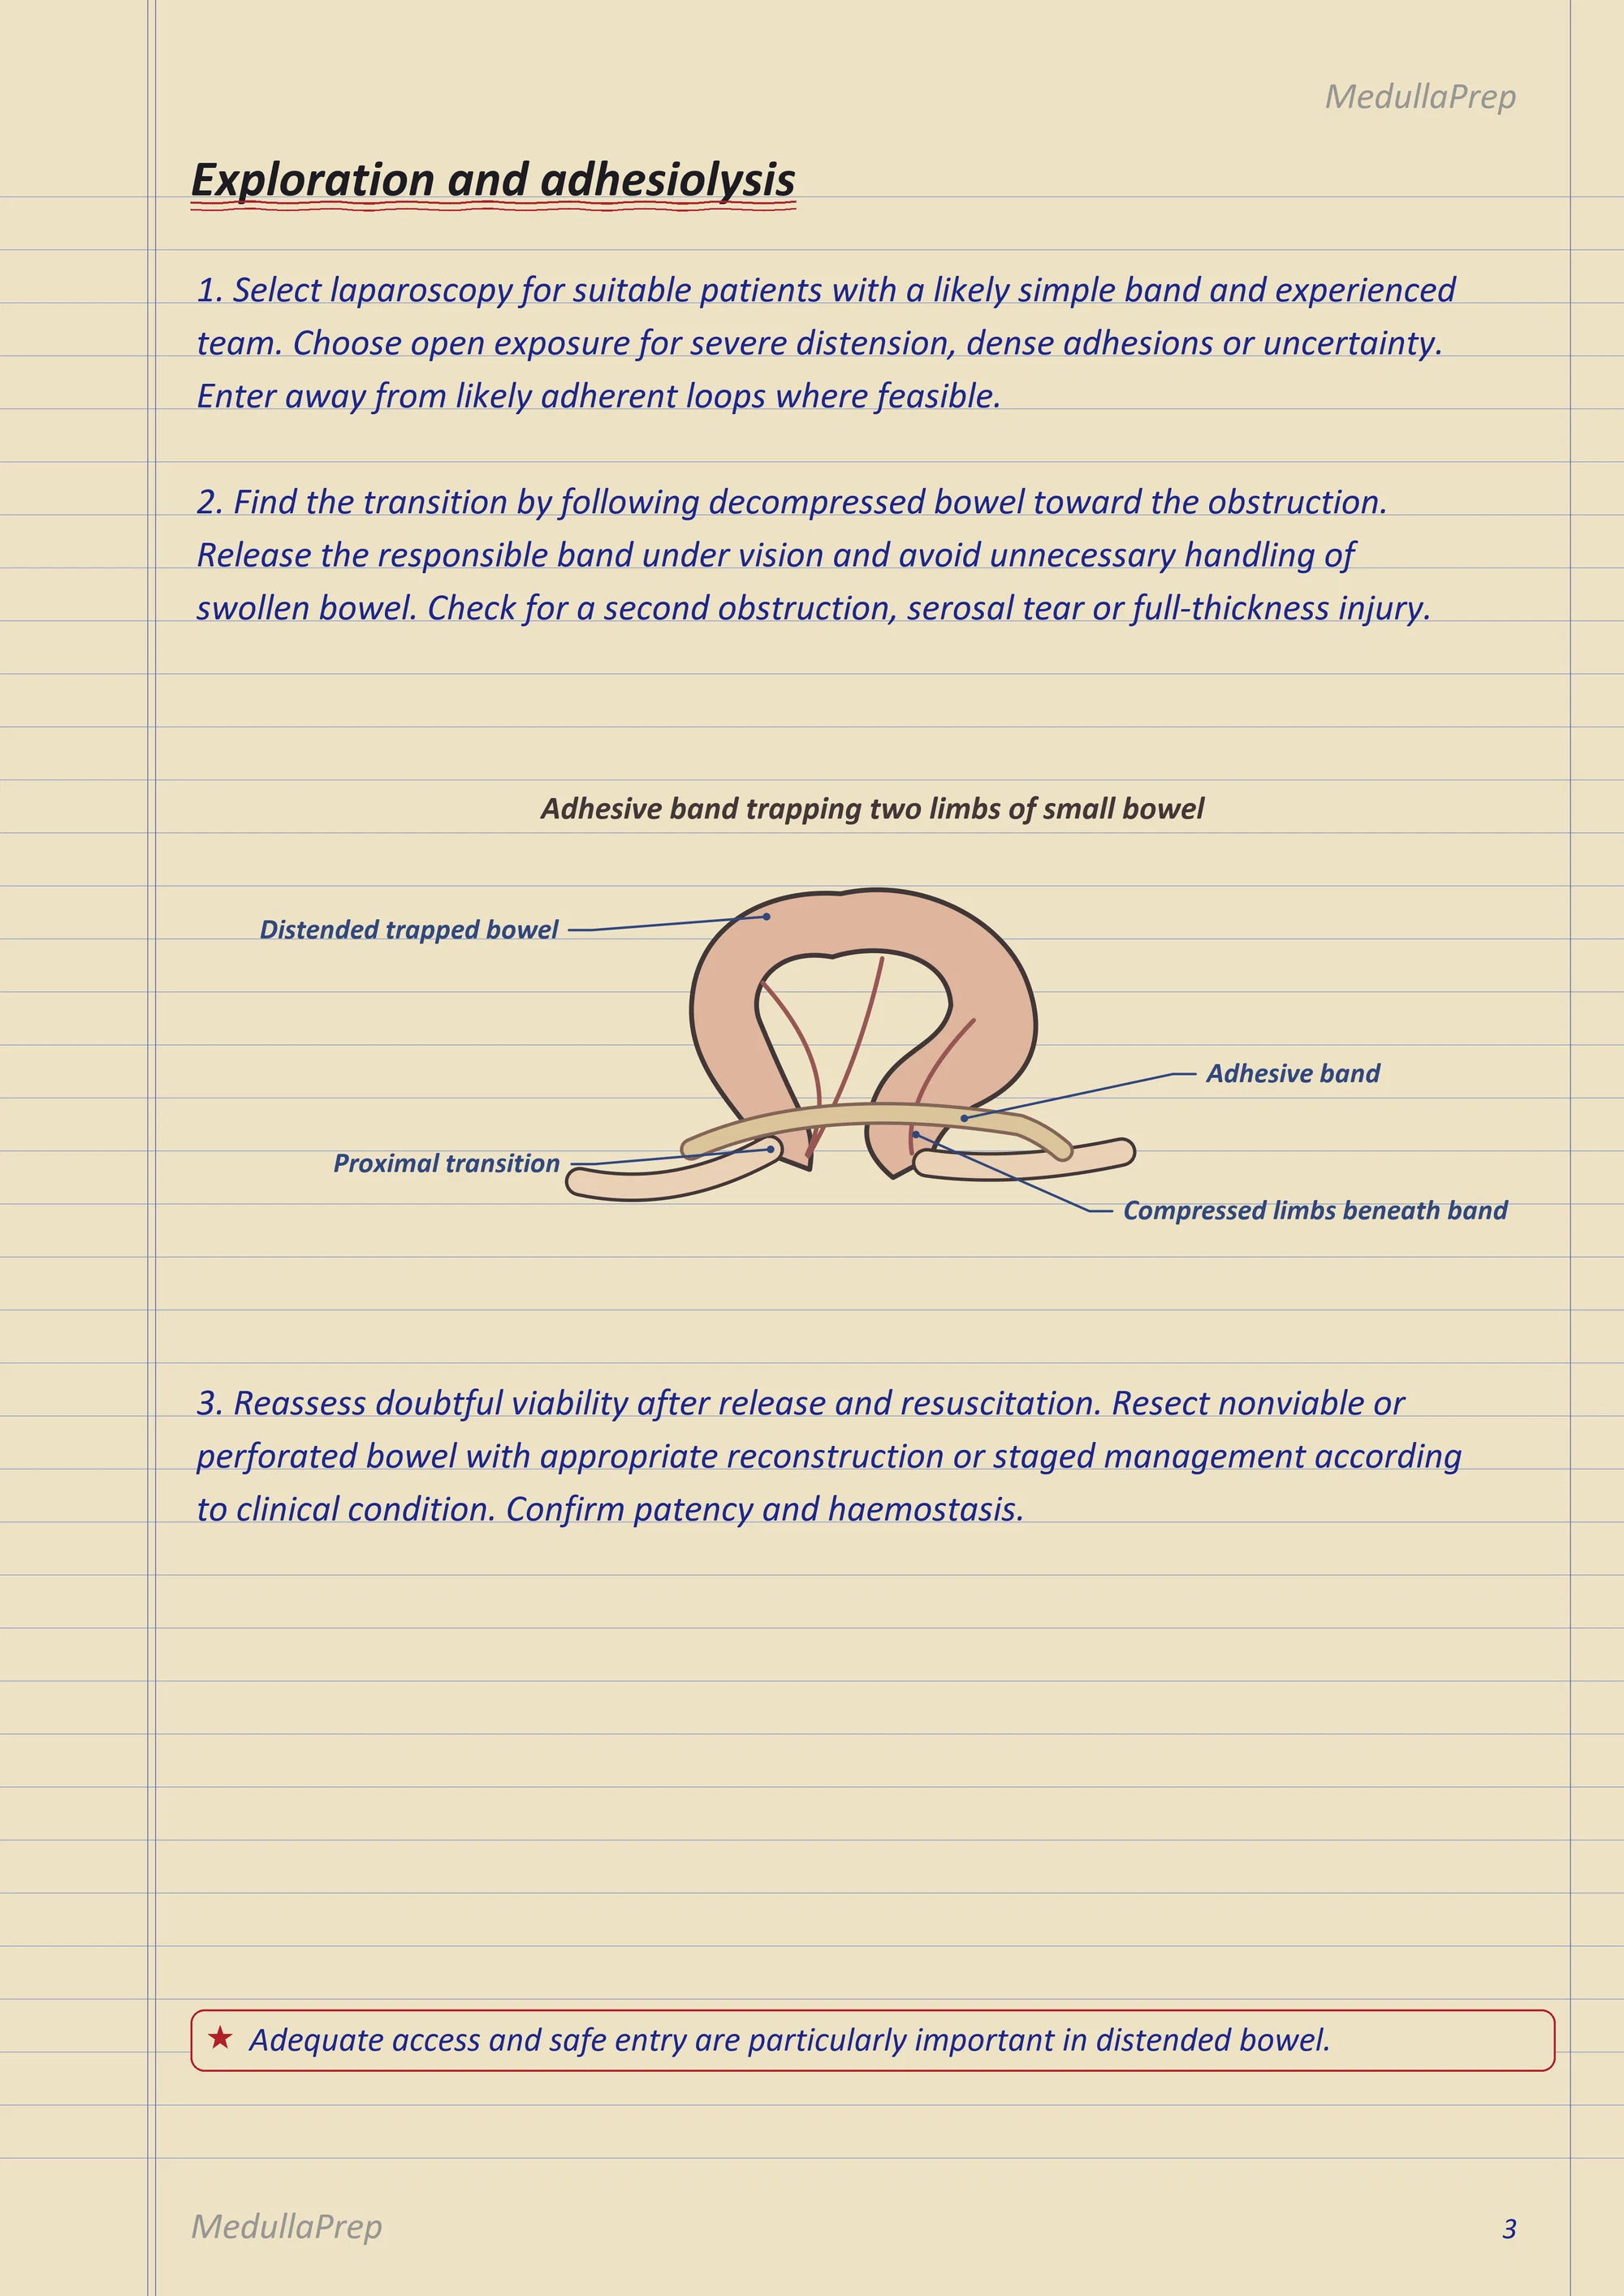 MedullaPrep
Exploration and adhesiolysis
1. Select laparoscopy for suitable patients with a likely simple band and experienced
team. Choose open exposure for severe distension, dense adhesions or uncertainty.
Enter away from likely adherent loops where feasible.
2. Find the transition by following decompressed bowel toward the obstruction.
Release the responsible band under vision and avoid unnecessary handling of
swollen bowel. Check for a second obstruction, serosal tear or full-thickness injury.
Adhesive band trapping two limbs of small bowel
Distended trapped bowel
Adhesive band
Proximal transition
Compressed limbs beneath band
3. Reassess doubtful viability after release and resuscitation. Resect nonviable or
perforated bowel with appropriate reconstruction or staged management according
to clinical condition. Confirm patency and haemostasis.
★ Adequate access and safe entry are particularly important in distended bowel.
MedullaPrep
3